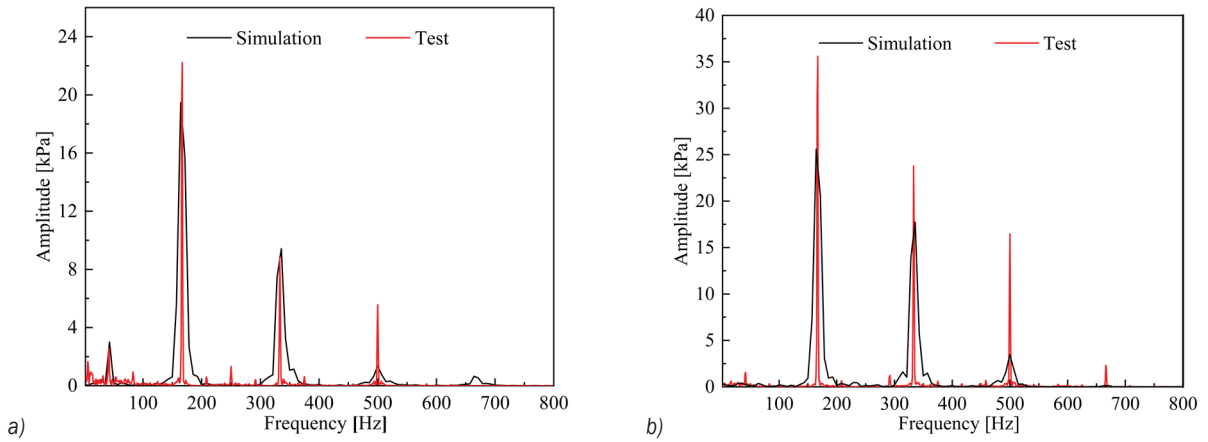 24
20
16
12
8
4
0
Amplitude [kPa]
Simulation Test
100 200 300 400 500 600 700 800
Frequency [Hz]
a)
40
35
30
25
20
15
10
5
0
Amplitude [kPa]
Simulation Test
100 200 300 400 500 600 700 800
Frequency [Hz]
b)